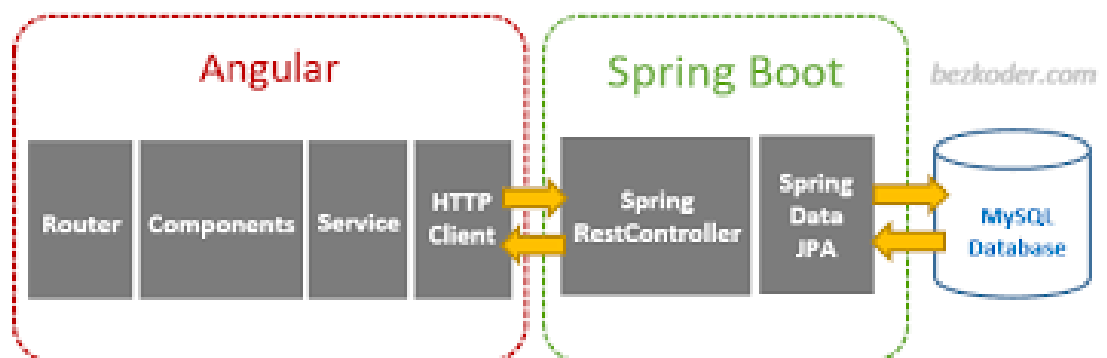 Angular
Spring Boot
bezkoder.com
Router
Components
Service
HTTP
Client
Spring
RestController
Spring
Data
JPA
MySQL
Database